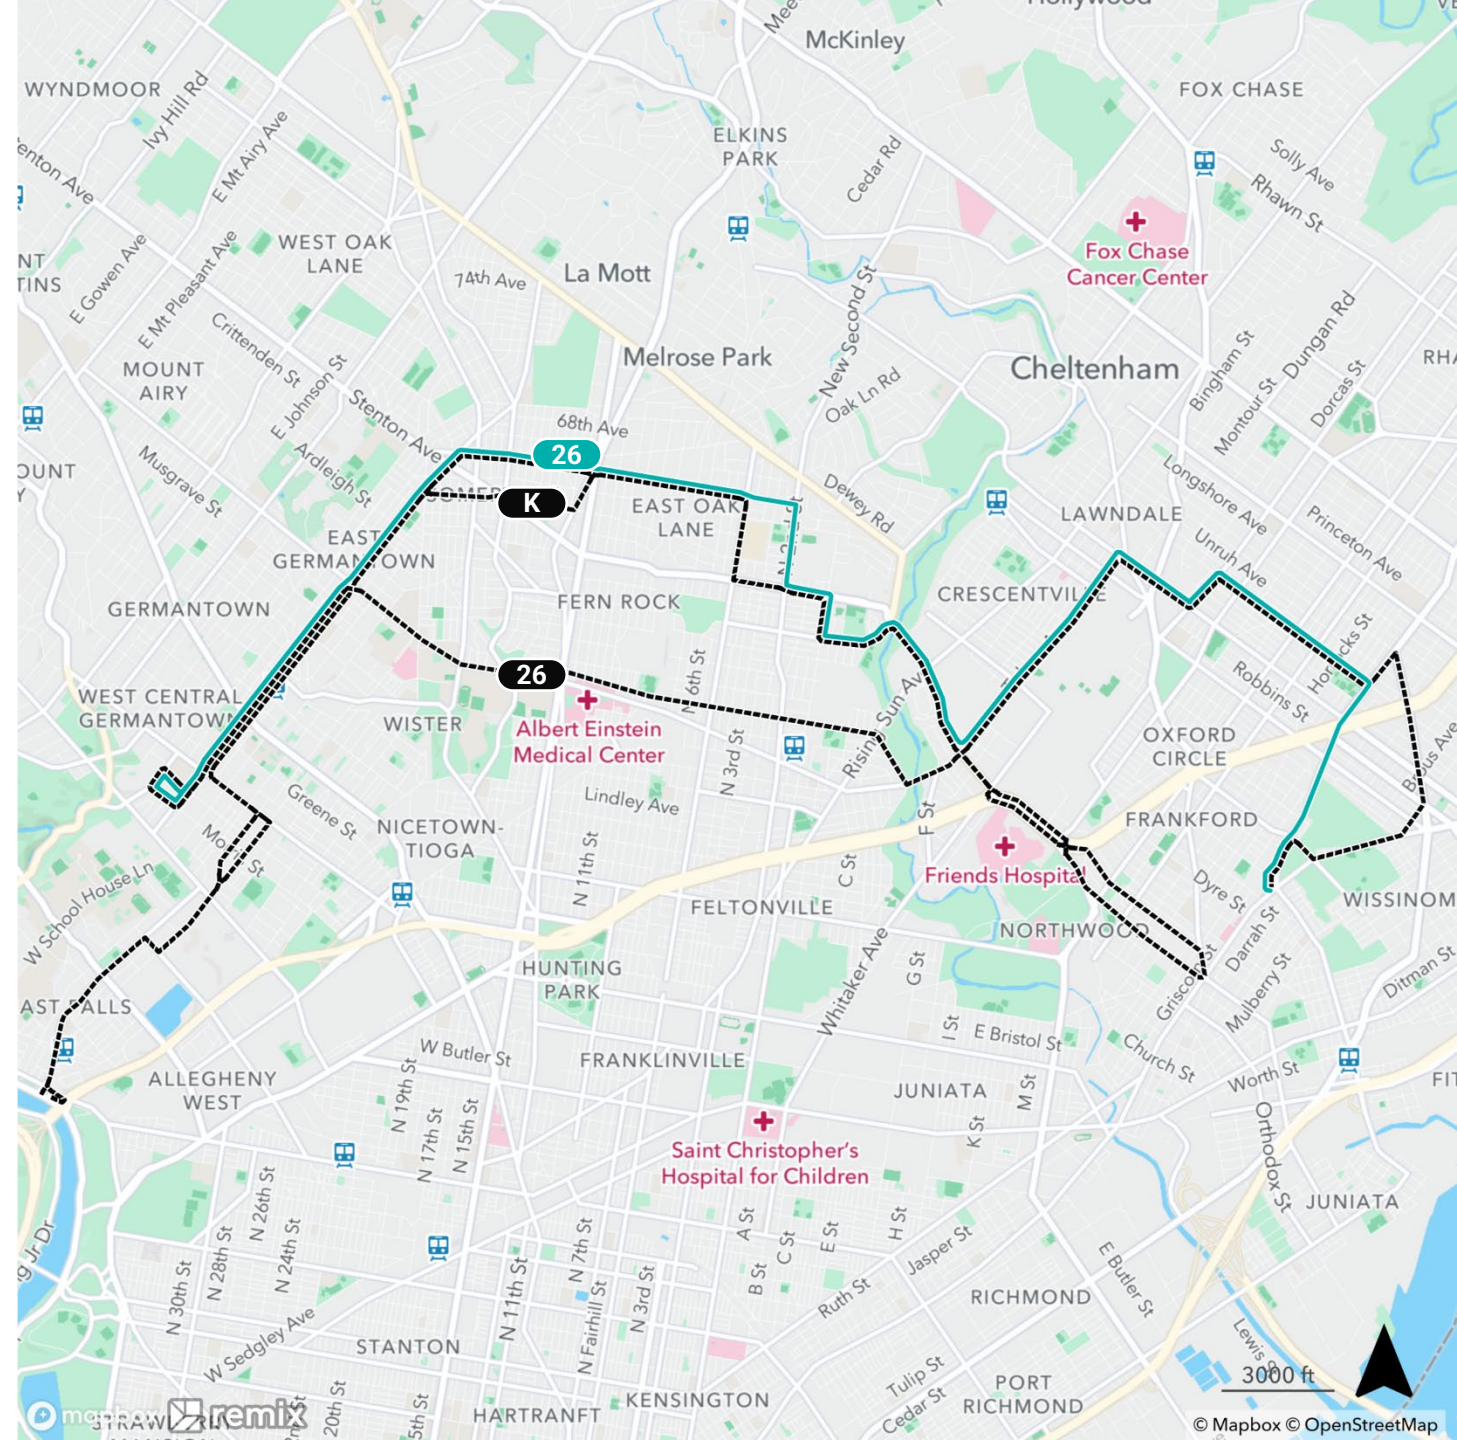 Hollywood
McKinley
WYNDMOOR
Ivy Hill Rd
FOX CHASE
ELKINS
PARK
E Mt Airy Ave
Cedar Rd
Solly Ave
Rhawn St
WEST OAK
LANE
Fox Chase
Cancer Center
E Gowen Ave
E Mt Pleasant Ave
74th Ave
La Mott
New Second St
Crittenden St
Melrose Park
Cheltenham
Dungan Rd
Bingham St
MOUNT
AIRY
E Johnson St
Oak Ln Rd
Montour St
Dorcas St
Stenton Ave
68th Ave
26
Musgrave St
Ardleigh St
K
EAST OAK
LANE
Dewey Rd
LAWNDALE
Longshore Ave
Princeton Ave
EAST
GERMANTOWN
Unruh Ave
GERMANTOWN
FERN ROCK
CRESCENTVILLE
26
N 6th St
Robbins St
WEST CENTRAL
GERMANTOWN
WISTER
Albert Einstein
Medical Center
N 3rd St
OXFORD
CIRCLE
Greene St
Lindley Ave
NICETOWN-
TIOGA
F St
FRANKFORD
W School House Ln
N 11th St
C St
Friends Hospital
Dyre St
FELTONVILLE
WISSINOM
NORTHWOOD
Darrah St
HUNTING
PARK
Whitaker Ave
G St
Griscom St
Mulberry St
Ditman St
AST FALLS
W Butler St
FRANKLINVILLE
I St
E Bristol St
Church St
Worth St
ALLEGHENY
WEST
N 19th St
N 17th St
N 15th St
JUNIATA
M St
K St
Saint Christopher's
Hospital for Children
Orthodox St
JUNIATA
N 26th St
N 28th St
N 24th St
N 30th St
N 7th St
A St
C St
E St
H St
B St
Jasper St
E Butler St
Ruth St
RICHMOND
W Sedgley Ave
N 11th St
N Fairhill St
N 3rd St
STANTON
3000 ft
Tulip St
Cedar St
PORT
RICHMOND
KENSINGTON
HARTRANFT
20th St
mapbox
remix
© Mapbox © OpenStreetMap